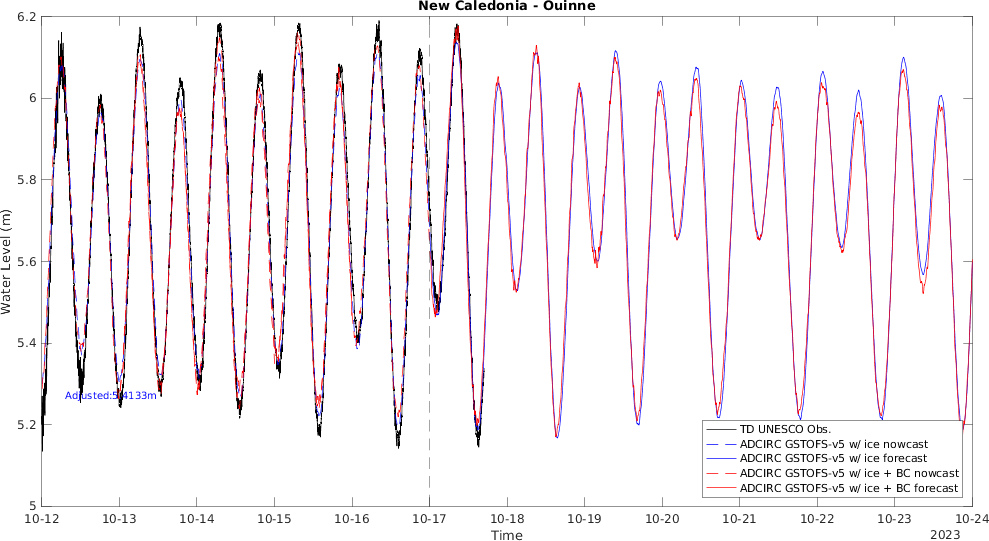 New Caledonia - Ouinne
6.2
6
5.8
5.6
5.4
5.2
5
Water Level (m)
Adjusted:5.4133m
TD UNESCO Obs.
ADCIRC GSTOFS-v5 w/ ice nowcast
ADCIRC GSTOFS-v5 w/ ice forecast
ADCIRC GSTOFS-v5 w/ ice + BC nowcast
ADCIRC GSTOFS-v5 w/ ice + BC forecast
10-12 10-13 10-14 10-15 10-16 10-17 10-18 10-19 10-20 10-21 10-22 10-23 10-24
Time
2023